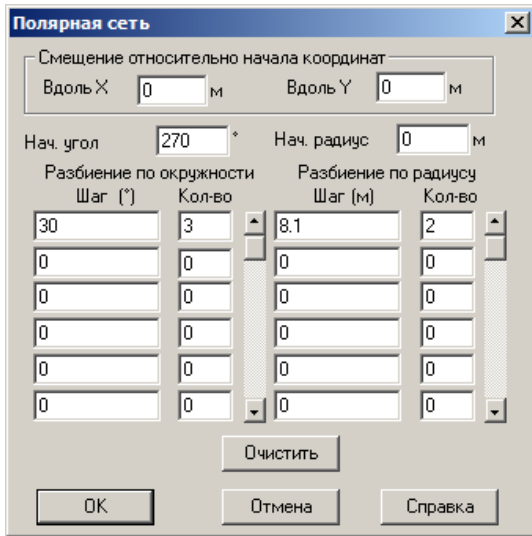 Полярная сеть
Смещение относительно начала координат
Вдоль X 0 м Вдоль Y 0 м
Нач. угол 270 ° Нач. радиус 0 м
Разбиение по окружности Разбиение по радиусу
Шаг (°) Кол-во Шаг (м) Кол-во
30 3 8.1 2
0 0 0 0
0 0 0 0
0 0 0 0
0 0 0 0
0 0 0 0
Очистить
OK Отмена Справка